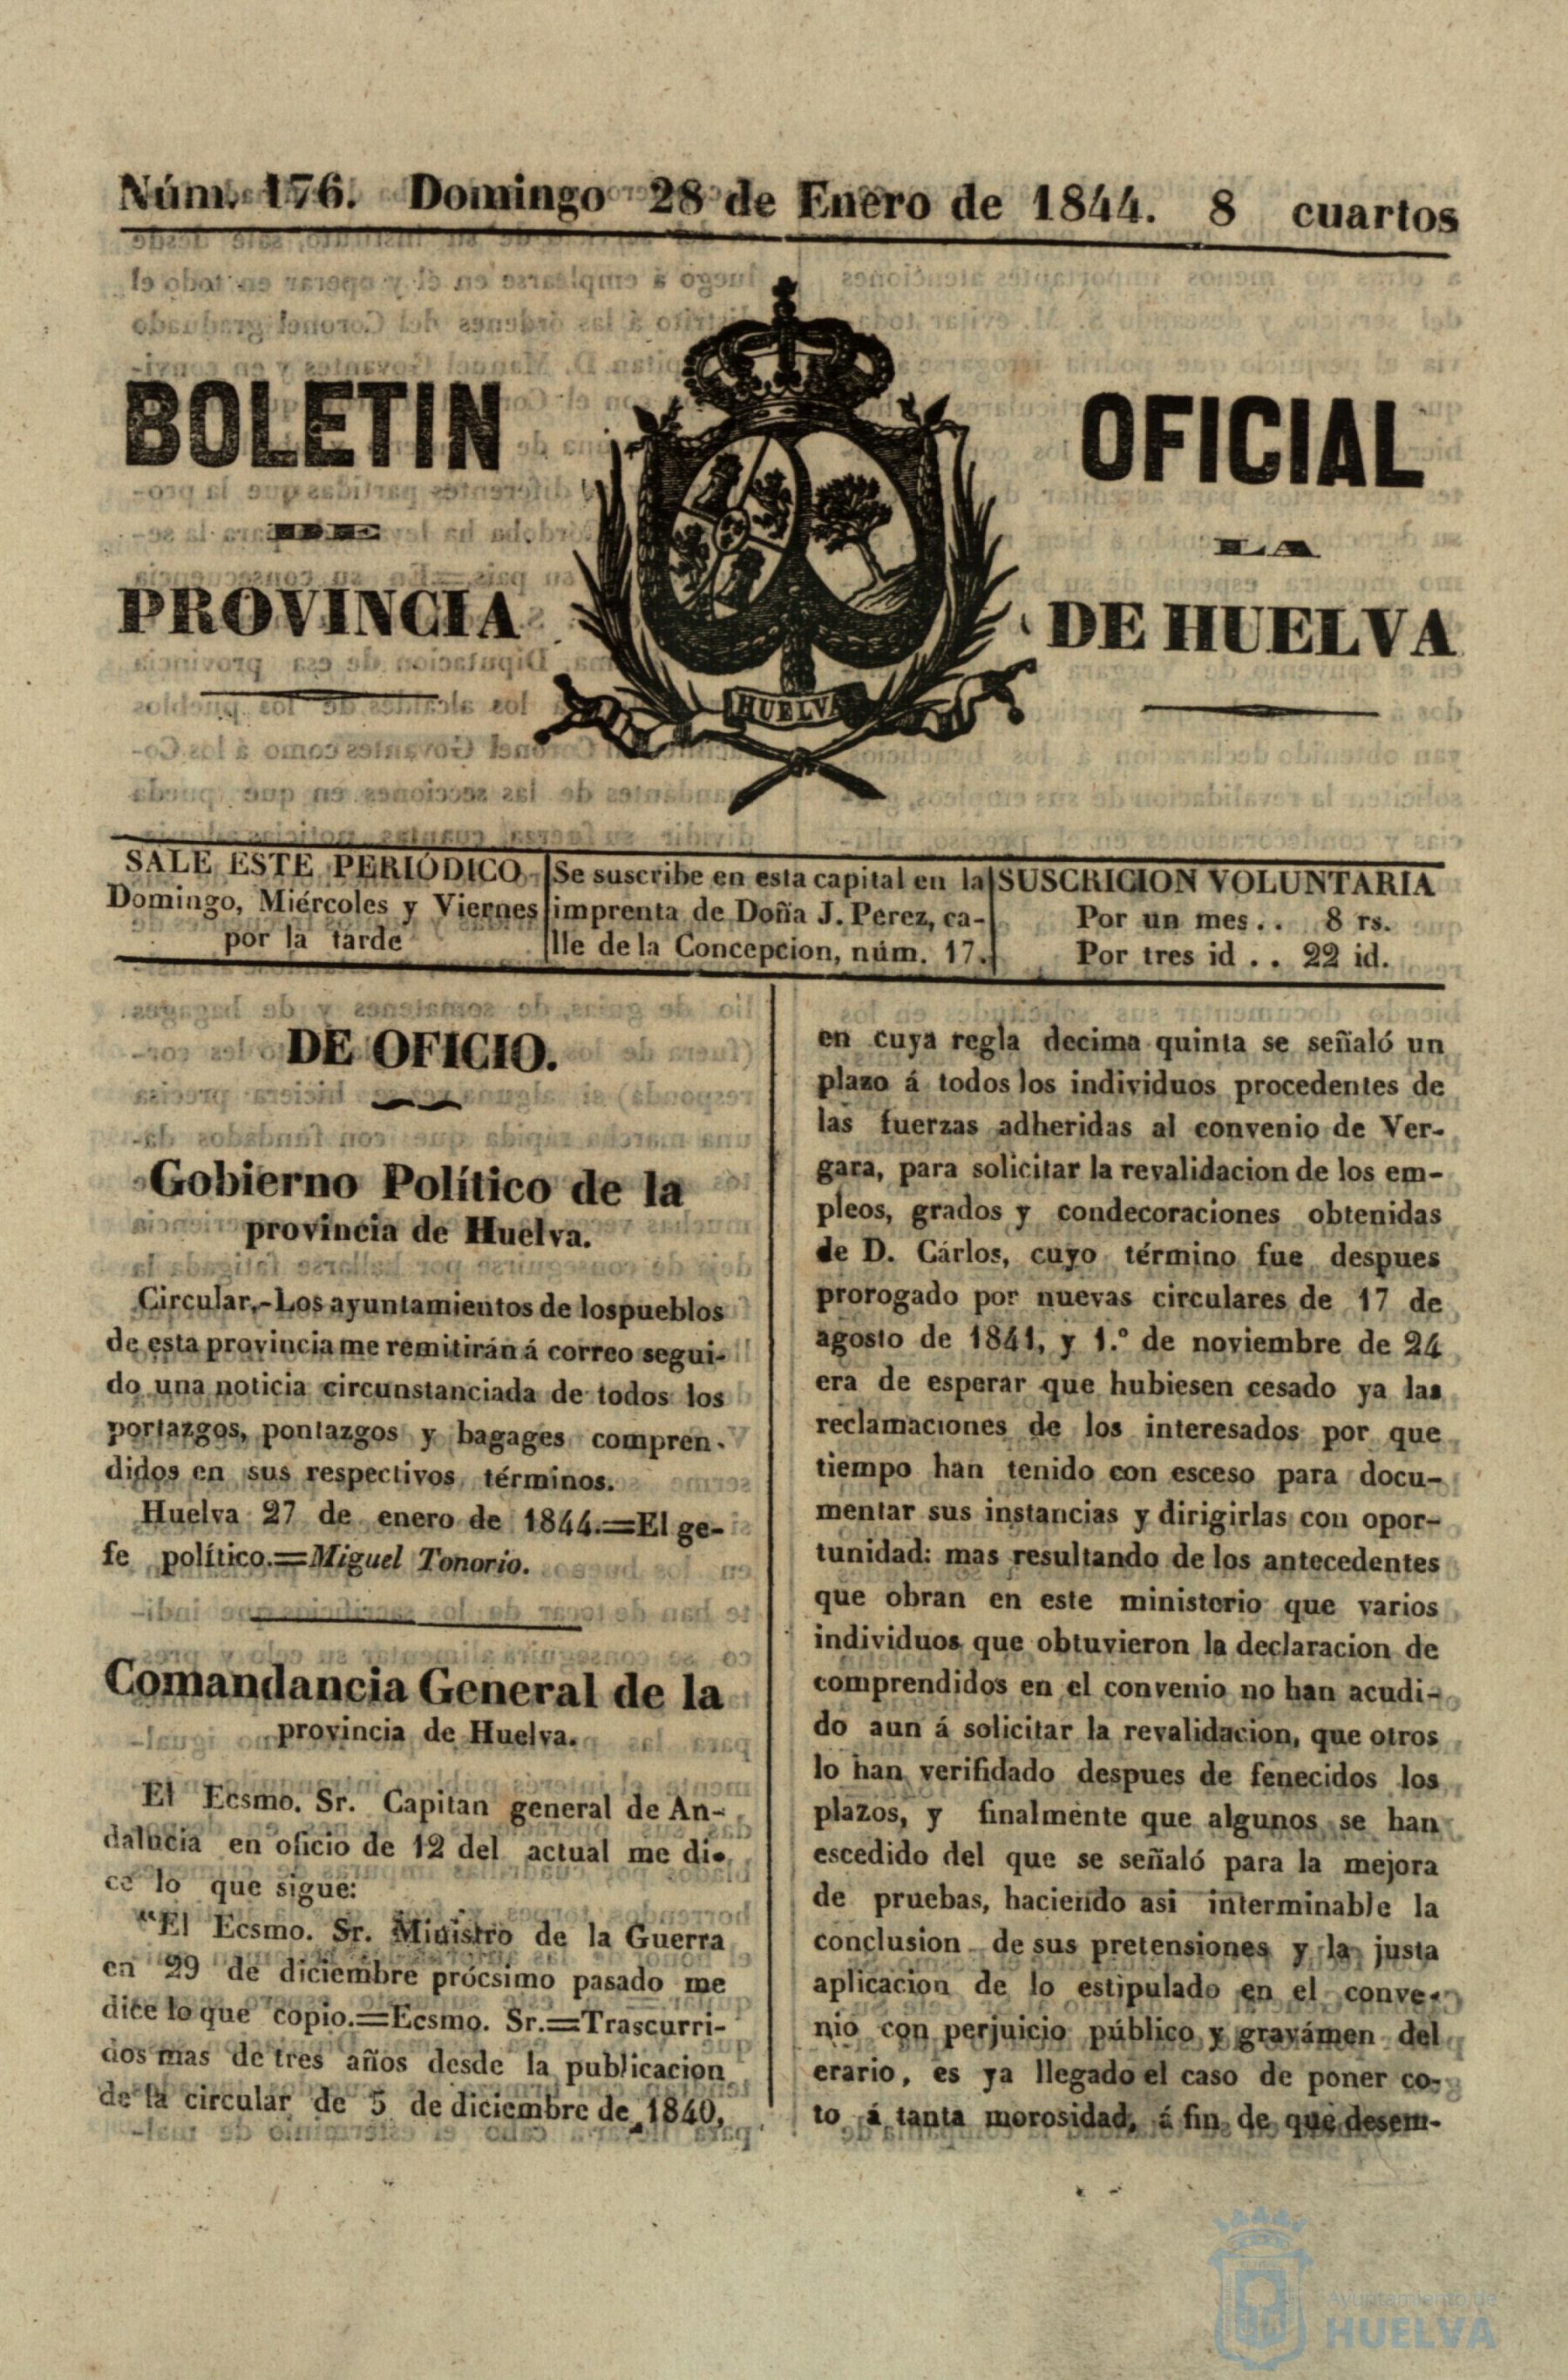 Núm. 176. Domingo 28 de Enero de 1844. 8 cuartos
BOLETIN OFICIAL
DE LA
PROVINCIA DE HUELVA
HUELVA
SALE ESTE PERIÓDICO
Domingo, Miércoles y Viernes
por la tarde
Se suscribe en esta capital en la
imprenta de Doña J. Perez, ca-
lle de la Concepcion, núm. 17.
SUSCRICION VOLUNTARIA
Por un mes.. 8 rs.
Por tres id .. 22 id.
DE OFICIO.
Gobierno Político de la
provincia de Huelva.
Circular.-Los ayuntamientos de lospueblos
de esta provincia me remitirán á correo segui-
do una noticia circunstanciada de todos los
portazgos, pontazgos y bagages compren-
didos en sus respectivos términos.
Huelva 27 de enero de 1844.=El ge-
fe político.=Miguel Tonorio.
Comandancia General de la
provincia de Huelva.
El Ecsmo. Sr. Capitan general de An-
dalucia en oficio de 12 del actual me di-
ce lo que sigue:
"El Ecsmo. Sr. Ministro de la Guerra
en 29 de diciembre prócsimo pasado me
dice lo que copio.=Ecsmo. Sr.=Trascurri-
dos mas de tres años desde la publicacion
de la circular de 5 de diciembre de 1840,
en cuya regla decima quinta se señaló un
plazo á todos los individuos procedentes de
las fuerzas adheridas al convenio de Ver-
gara, para solicitar la revalidacion de los em-
pleos, grados y condecoraciones obtenidas
de D. Cárlos, cuyo término fue despues
prorogado por nuevas circulares de 17 de
agosto de 1841, y 1.º de noviembre de 24
era de esperar que hubiesen cesado ya las
reclamaciones de los interesados por que
tiempo han tenido con esceso para docu-
mentar sus instancias y dirigirlas con opor-
tunidad: mas resultando de los antecedentes
que obran en este ministerio que varios
individuos que obtuvieron la declaracion de
comprendidos en el convenio no han acudi-
do aun á solicitar la revalidacion, que otros
lo han verifidado despues de fenecidos los
plazos, y finalmente que algunos se han
escedido del que se señaló para la mejora
de pruebas, haciendo asi interminable la
conclusion de sus pretensiones y la justa
aplicacion de lo estipulado en el conve-
nio con perjuicio público y gravámen del
erario, es ya llegado el caso de poner co-
to á tanta morosidad, á fin de que desem-
Ayuntamiento de
HUELVA